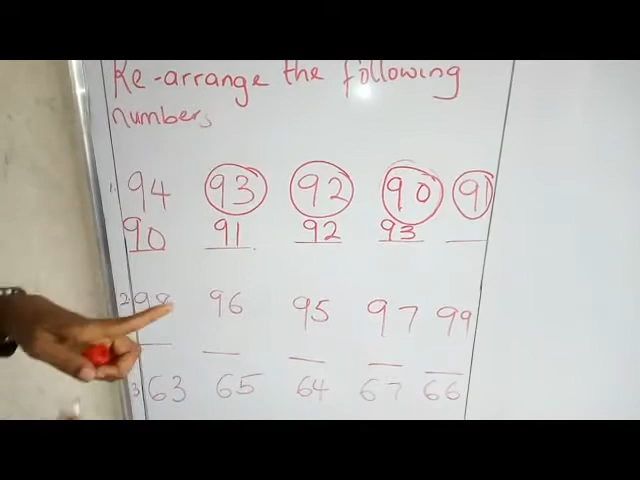 Re-arrange the following
numbers
1. 94 93 92 90 91
90 91 92 93
2 98 96 95 97 99
3 63 65 64 67 66